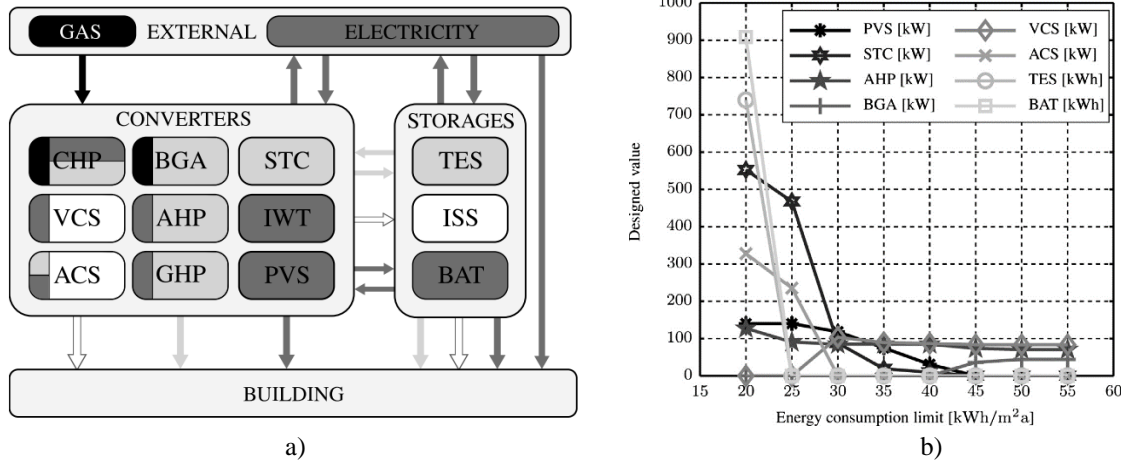 GAS EXTERNAL ELECTRICITY
CONVERTERS
CHP BGA STC
VCS AHP IWT
ACS GHP PVS
STORAGES
TES
ISS
BAT
BUILDING
a)
Designed value
1000
900
800
700
600
500
400
300
200
100
0
PVS [kW]
STC [kW]
AHP [kW]
BGA [kW]
VCS [kW]
ACS [kW]
TES [kWh]
BAT [kWh]
15 20 25 30 35 40 45 50 55 60
Energy consumption limit [kWh/m²a]
b)